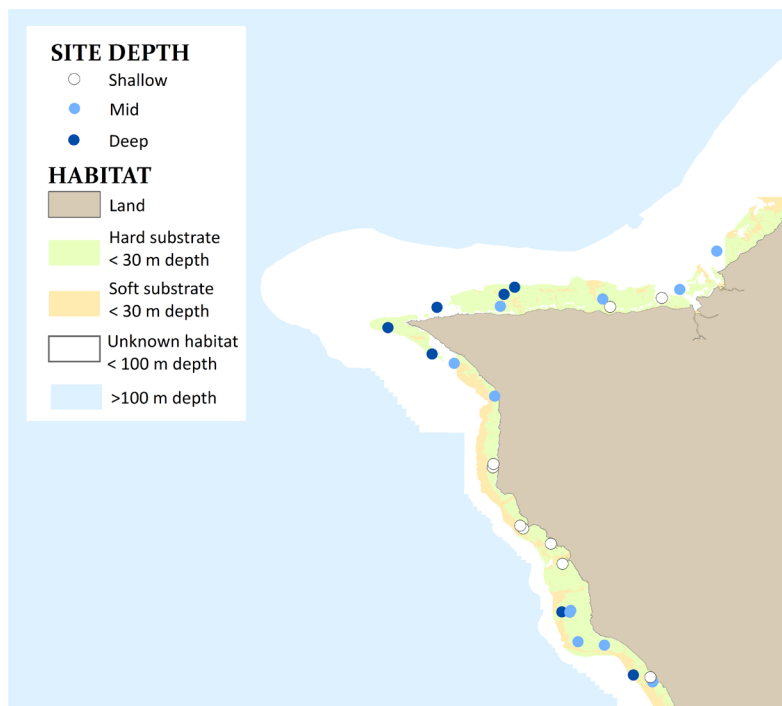 SITE DEPTH
Shallow
Mid
Deep
HABITAT
Land
Hard substrate
< 30 m depth
Soft substrate
< 30 m depth
Unknown habitat
< 100 m depth
>100 m depth